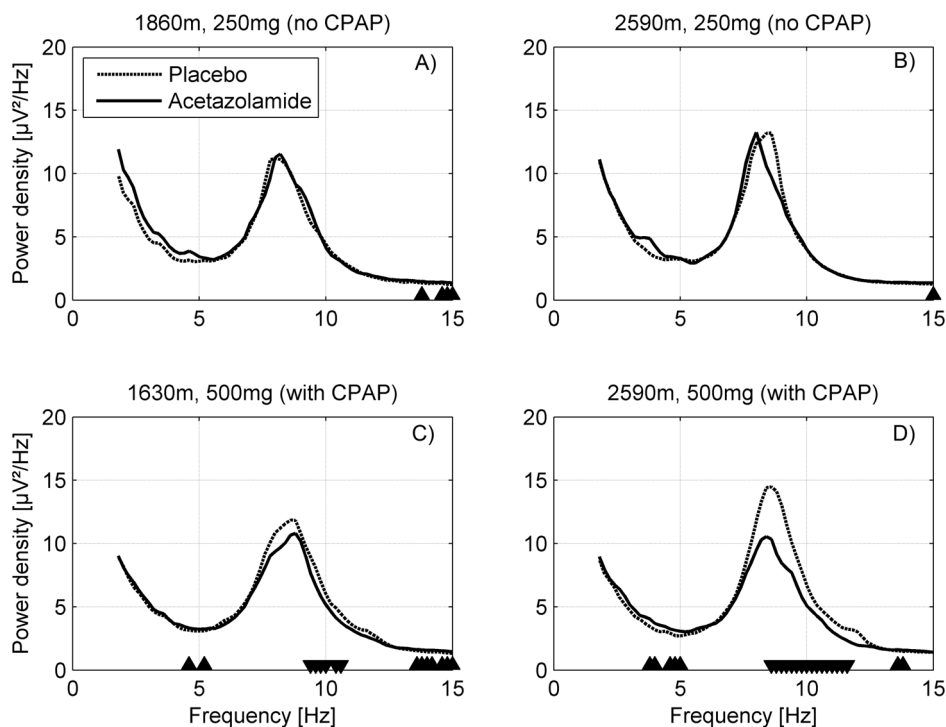 1860m, 250mg (no CPAP)
2590m, 250mg (no CPAP)
20
15
10
5
0
Power density [µV²/Hz]
Placebo
Acetazolamide
A)
0
5
10
15
20
15
10
5
0
B)
0
5
10
15
1630m, 500mg (with CPAP)
2590m, 500mg (with CPAP)
20
15
10
5
0
Power density [µV²/Hz]
C)
0
5
10
15
Frequency [Hz]
20
15
10
5
0
D)
0
5
10
15
Frequency [Hz]